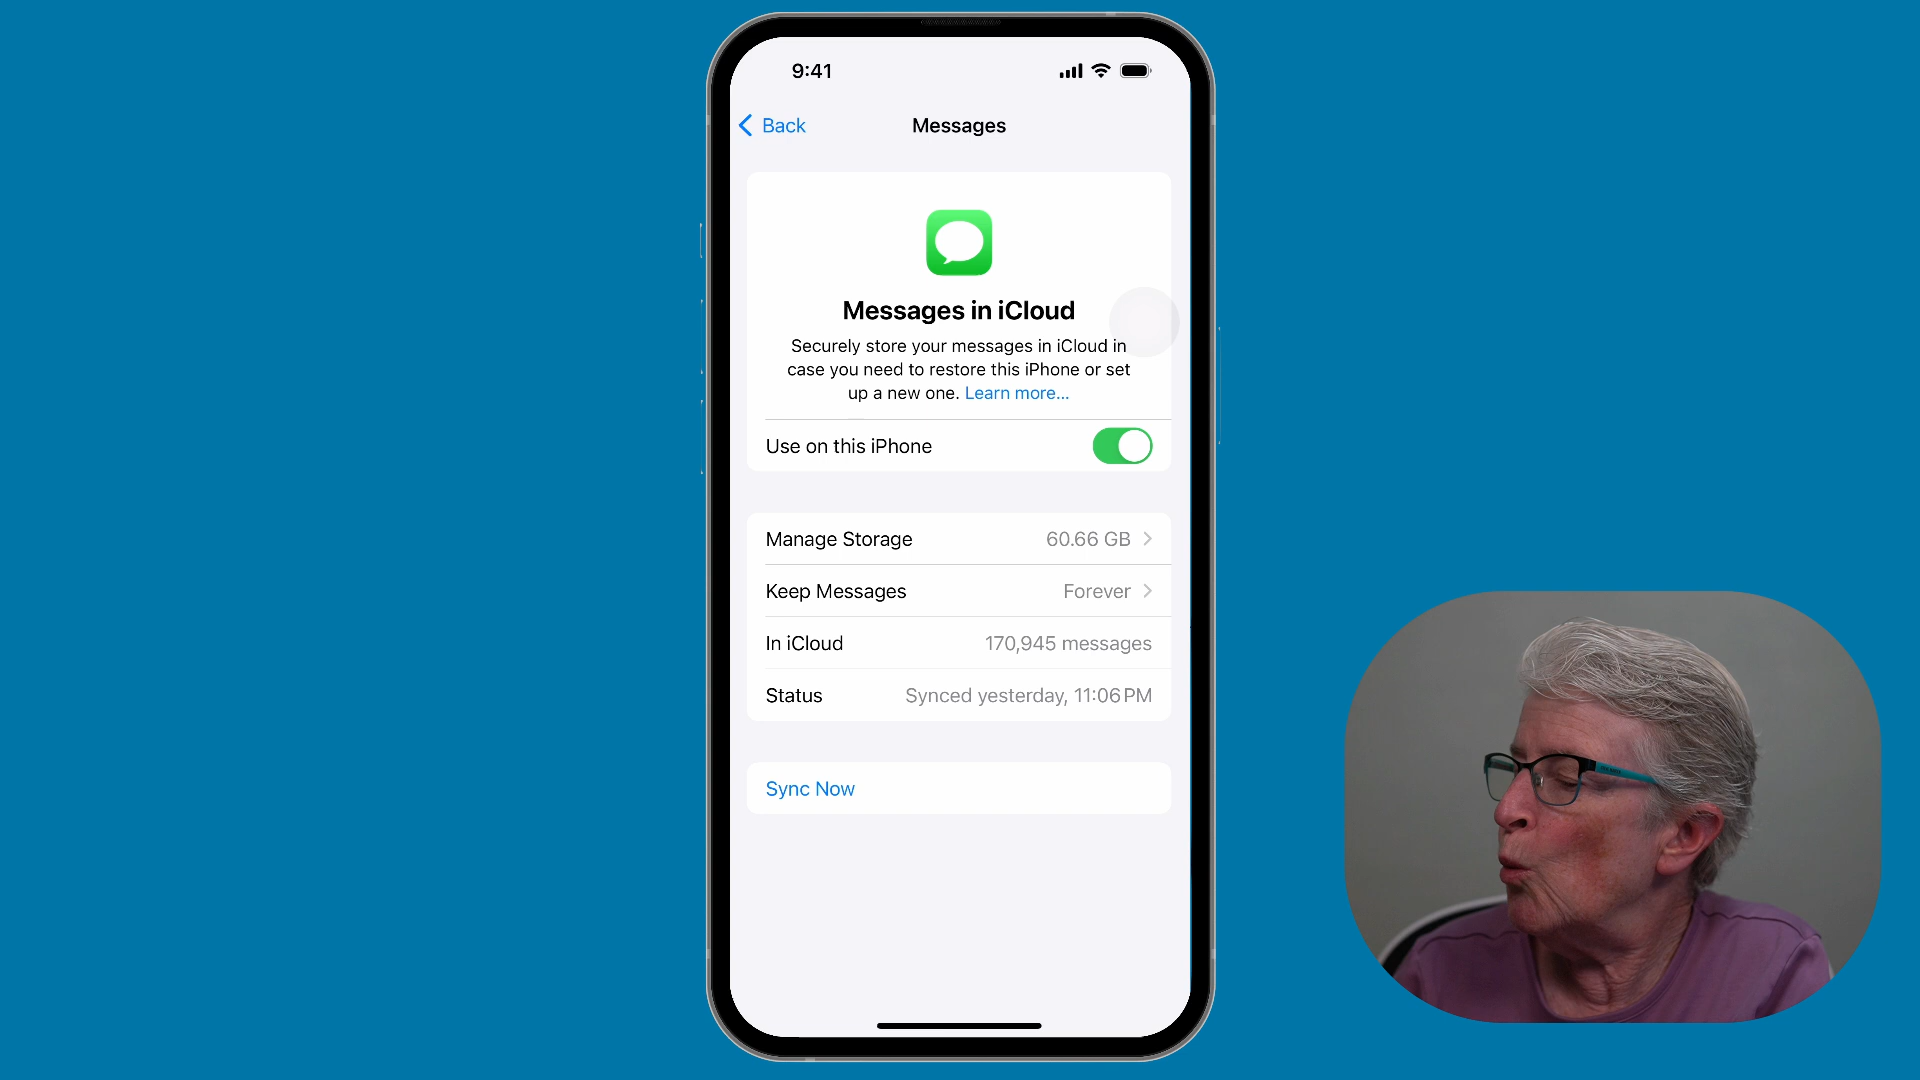 9:41
Back
Messages
Messages in iCloud
Securely store your messages in iCloud in
case you need to restore this iPhone or set
up a new one. Learn more...
Use on this iPhone
Manage Storage 60.66 GB
Keep Messages Forever
In iCloud 170,945 messages
Status Synced yesterday, 11:06 PM
Sync Now